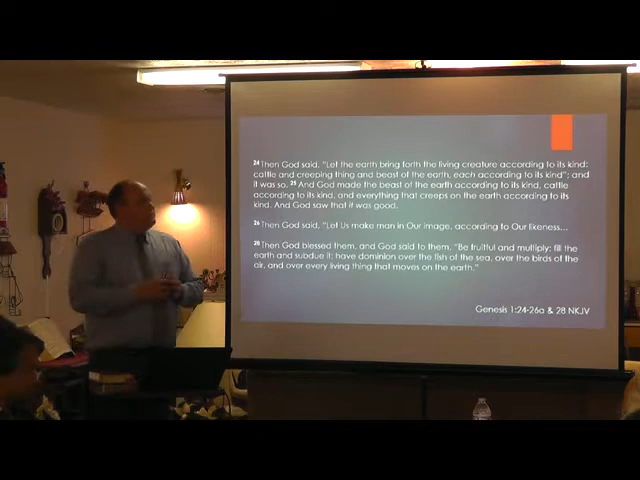 24 Then God said, "Let the earth bring forth the living creature according to its kind:
cattle and creeping thing and beast of the earth, each according to its kind"; and
it was so. 25 And God made the beast of the earth according to its kind, cattle
according to its kind, and everything that creeps on the earth according to its
kind. And God saw that it was good.
26 Then God said, "Let Us make man in Our image, according to Our likeness...
28 Then God blessed them, and God said to them, "Be fruitful and multiply; fill the
earth and subdue it; have dominion over the fish of the sea, over the birds of the
air, and over every living thing that moves on the earth."
Genesis 1:24-26a & 28 NKJV